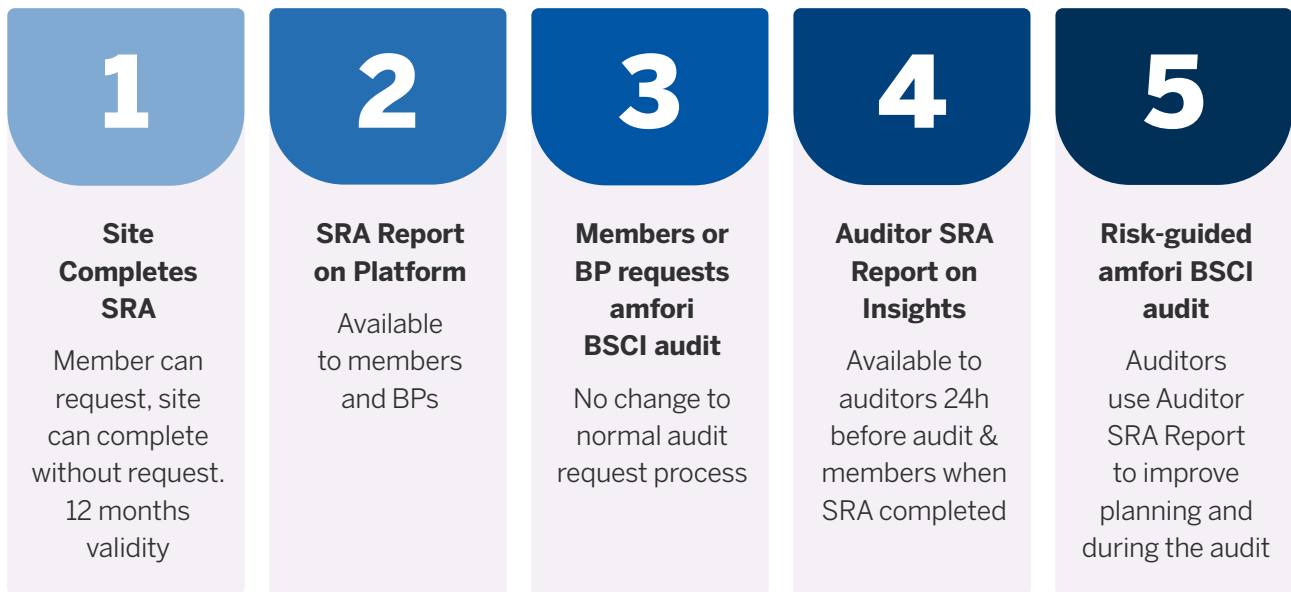 1
Site
Completes
SRA
Member can
request, site
can complete
without request.
12 months
validity
2
SRA Report
on Platform
Available
to members
and BPs
3
Members or
BP requests
amfori
BSCI audit
No change to
normal audit
request process
4
Auditor SRA
Report on
Insights
Available to
auditors 24h
before audit &
members when
SRA completed
5
Risk-guided
amfori BSCI
audit
Auditors
use Auditor
SRA Report
to improve
planning and
during the audit